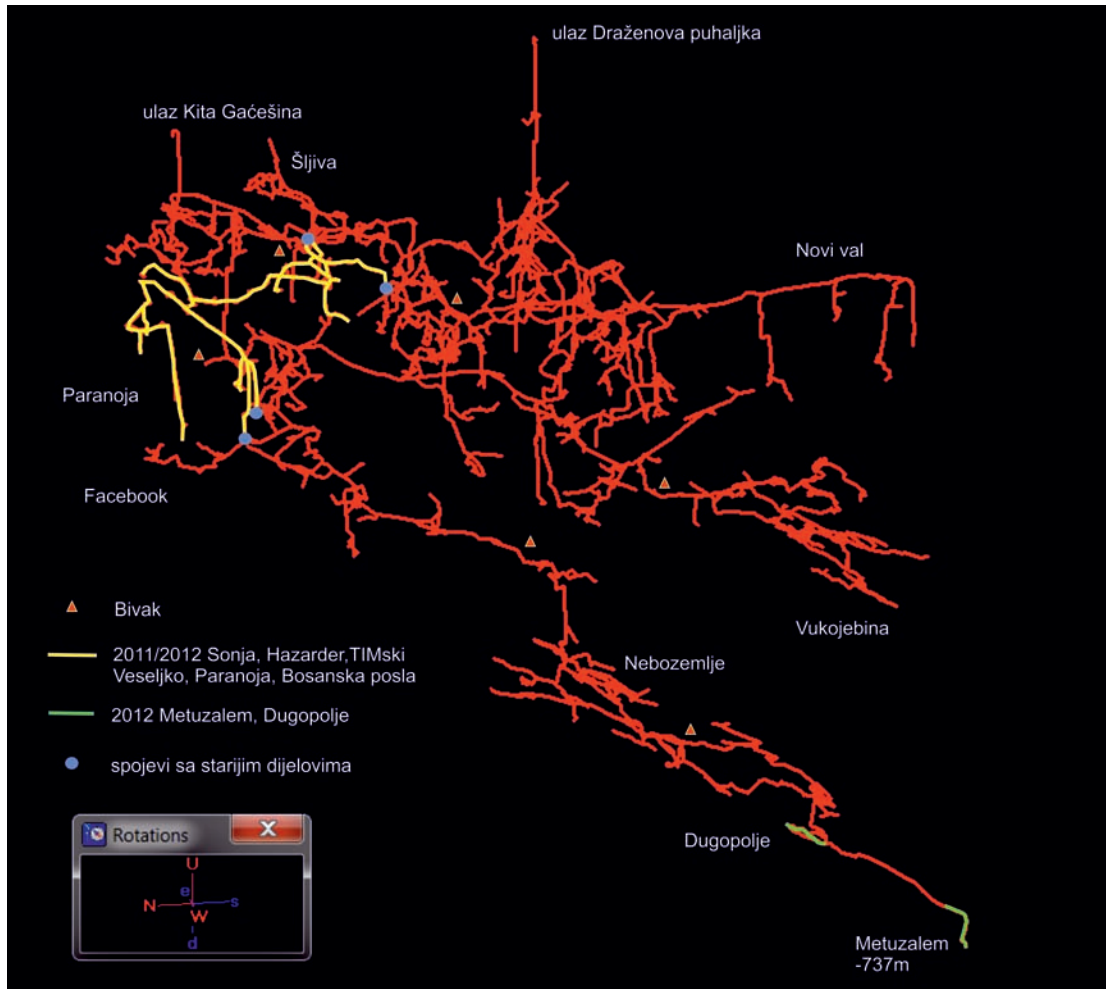 ulaz Draženova puhaljka
ulaz Kita Gaćešina
Šljiva
Novi val
Paranoja
Facebook
Vukojebina
Nebozemlje
Dugopolje
Metuzalem
-737m
Bivak
2011/2012 Sonja, Hazarder,TIMski
Veseljko, Paranoja, Bosanska posla
2012 Metuzalem, Dugopolje
spojevi sa starijim dijelovima
Rotations
U
e
N
s
W
d